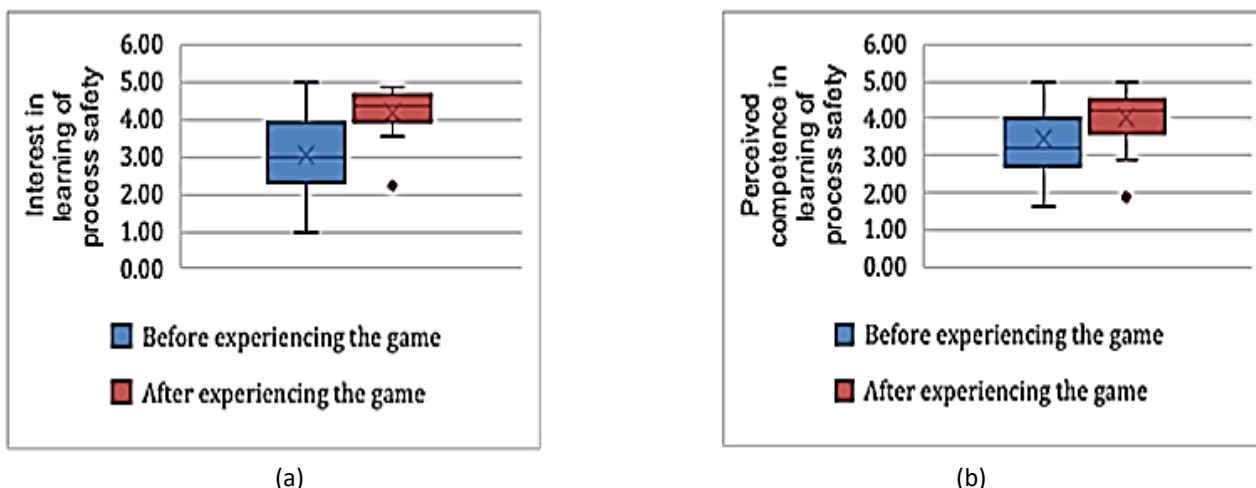 Interest in
learning of
process safety
6.00
5.00
4.00
3.00
2.00
1.00
0.00
Before experiencing the game
After experiencing the game
(a)
Perceived
competence in
learning of
process safety
6.00
5.00
4.00
3.00
2.00
1.00
0.00
Before experiencing the game
After experiencing the game
(b)